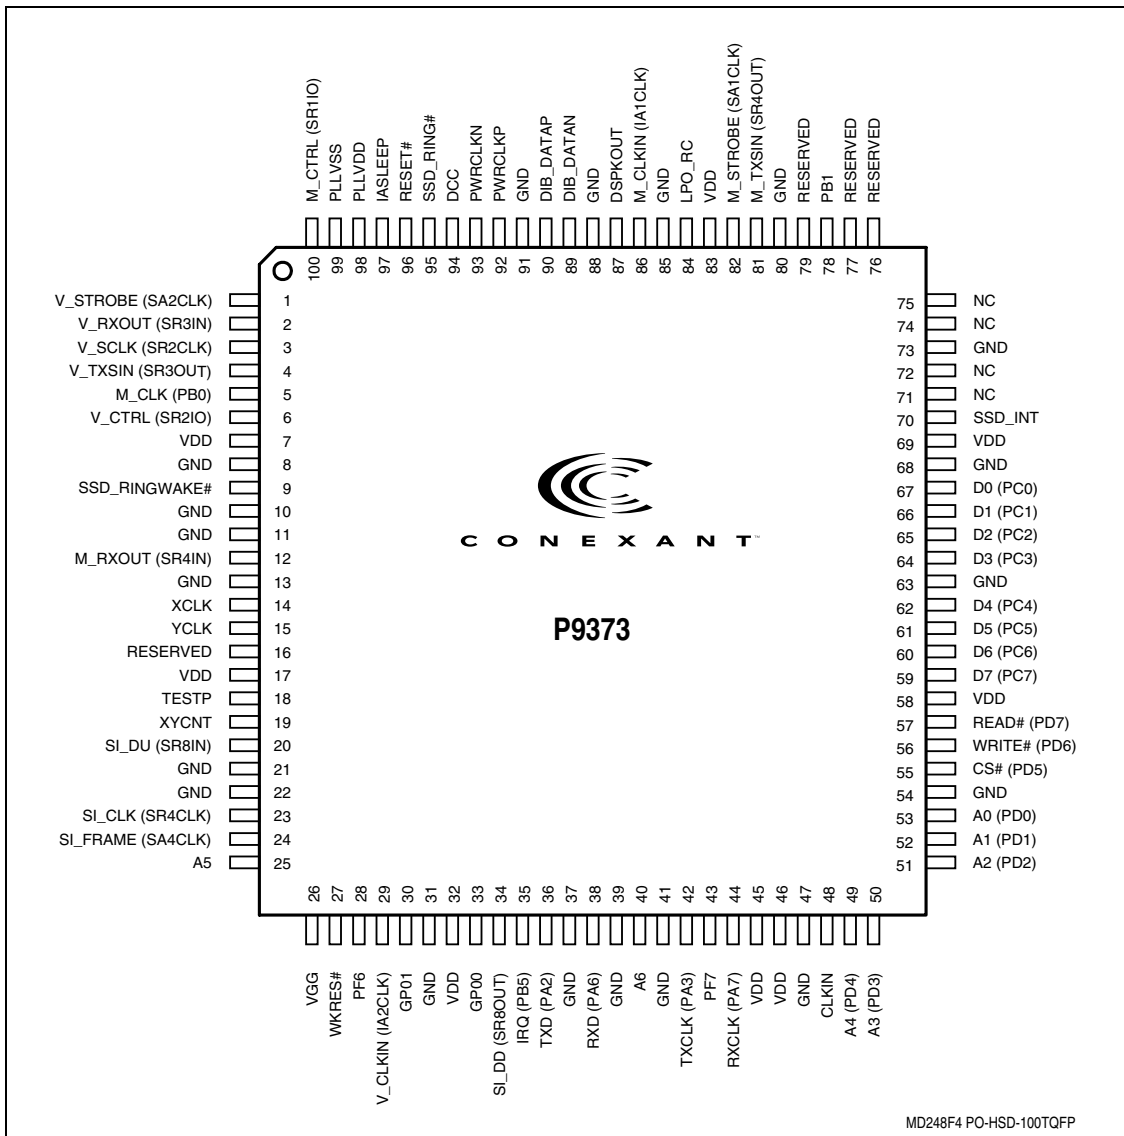 M_CTRL (SR1IO)
PLLVSS
PLLVDD
IASLEEP
RESET#
SSD_RING#
DCC
PWRCLKN
PWRCLKP
GND
DIB_DATAP
DIB_DATAN
GND
DSPKOUT
M_CLKIN (IA1CLK)
GND
LPO_RC
VDD
M_STROBE (SA1CLK)
M_TXSIN (SR4OUT)
GND
RESERVED
PB1
RESERVED
RESERVED
100
99
98
97
96
95
94
93
92
91
90
89
88
87
86
85
84
83
82
81
80
79
78
77
76
V_STROBE (SA2CLK) 1
V_RXOUT (SR3IN) 2
V_SCLK (SR2CLK) 3
V_TXSIN (SR3OUT) 4
M_CLK (PB0) 5
V_CTRL (SR2IO) 6
VDD 7
GND 8
SSD_RINGWAKE# 9
GND 10
GND 11
M_RXOUT (SR4IN) 12
GND 13
XCLK 14
YCLK 15
RESERVED 16
VDD 17
TESTP 18
XYCNT 19
SI_DU (SR8IN) 20
GND 21
GND 22
SI_CLK (SR4CLK) 23
SI_FRAME (SA4CLK) 24
A5 25
CONEXANT™
P9373
75 NC
74 NC
73 GND
72 NC
71 NC
70 SSD_INT
69 VDD
68 GND
67 D0 (PC0)
66 D1 (PC1)
65 D2 (PC2)
64 D3 (PC3)
63 GND
62 D4 (PC4)
61 D5 (PC5)
60 D6 (PC6)
59 D7 (PC7)
58 VDD
57 READ# (PD7)
56 WRITE# (PD6)
55 CS# (PD5)
54 GND
53 A0 (PD0)
52 A1 (PD1)
51 A2 (PD2)
26
27
28
29
30
31
32
33
34
35
36
37
38
39
40
41
42
43
44
45
46
47
48
49
50
VGG
WKRES#
PF6
V_CLKIN (IA2CLK)
GP01
GND
VDD
GP00
SI_DD (SR8OUT)
IRQ (PB5)
TXD (PA2)
GND
RXD (PA6)
GND
A6
GND
TXCLK (PA3)
PF7
RXCLK (PA7)
VDD
VDD
GND
CLKIN
A4 (PD4)
A3 (PD3)
MD248F4 PO-HSD-100TQFP